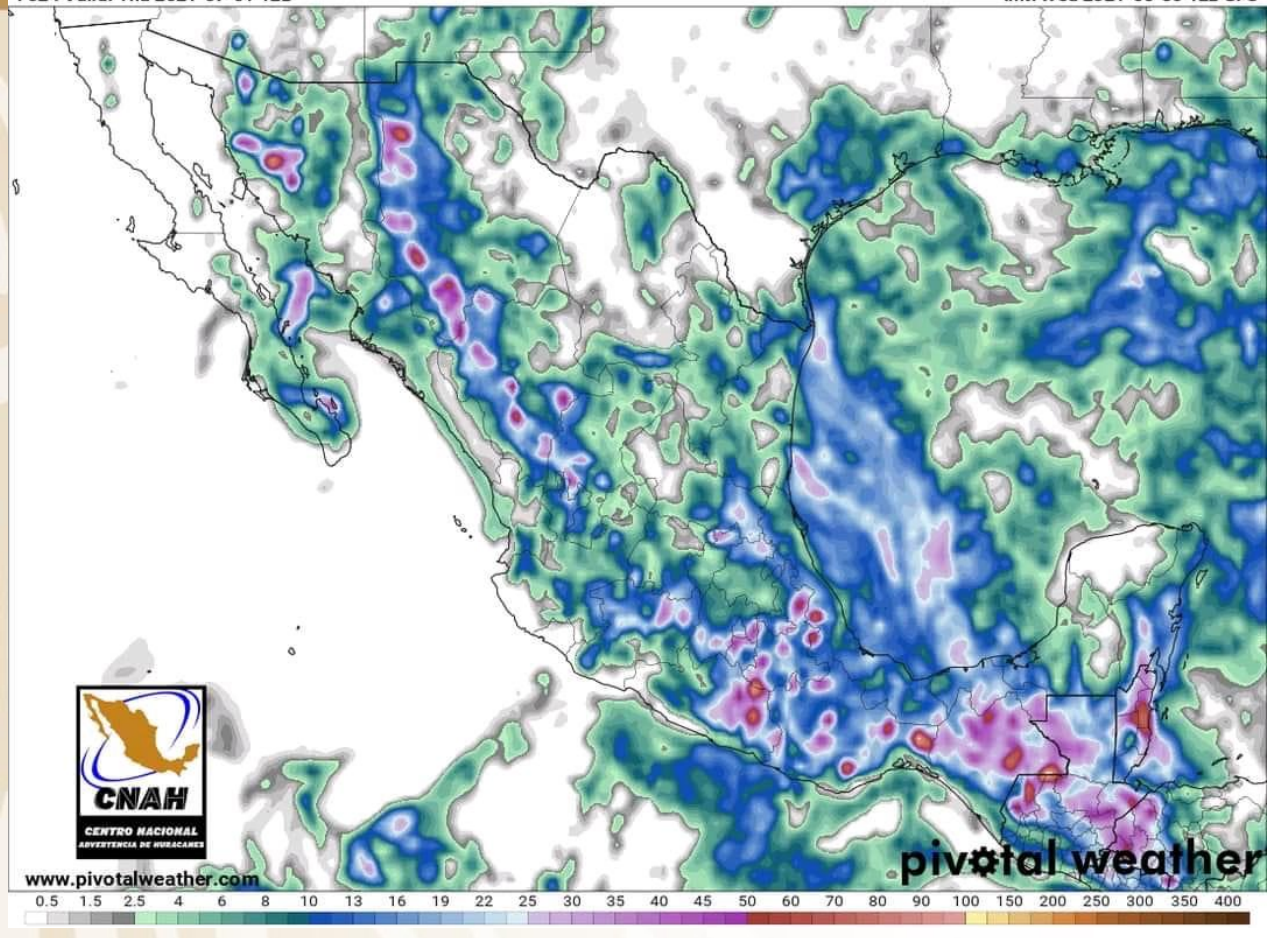 CNAH
CENTRO NACIONAL
ADVERTENCIA DE HURACANES
pivotal weather
www.pivotalweather.com
0.5 1.5 2.5 4 6 8 10 13 16 19 22 25 30 35 40 45 50 60 70 80 90 100 150 200 250 300 350 400